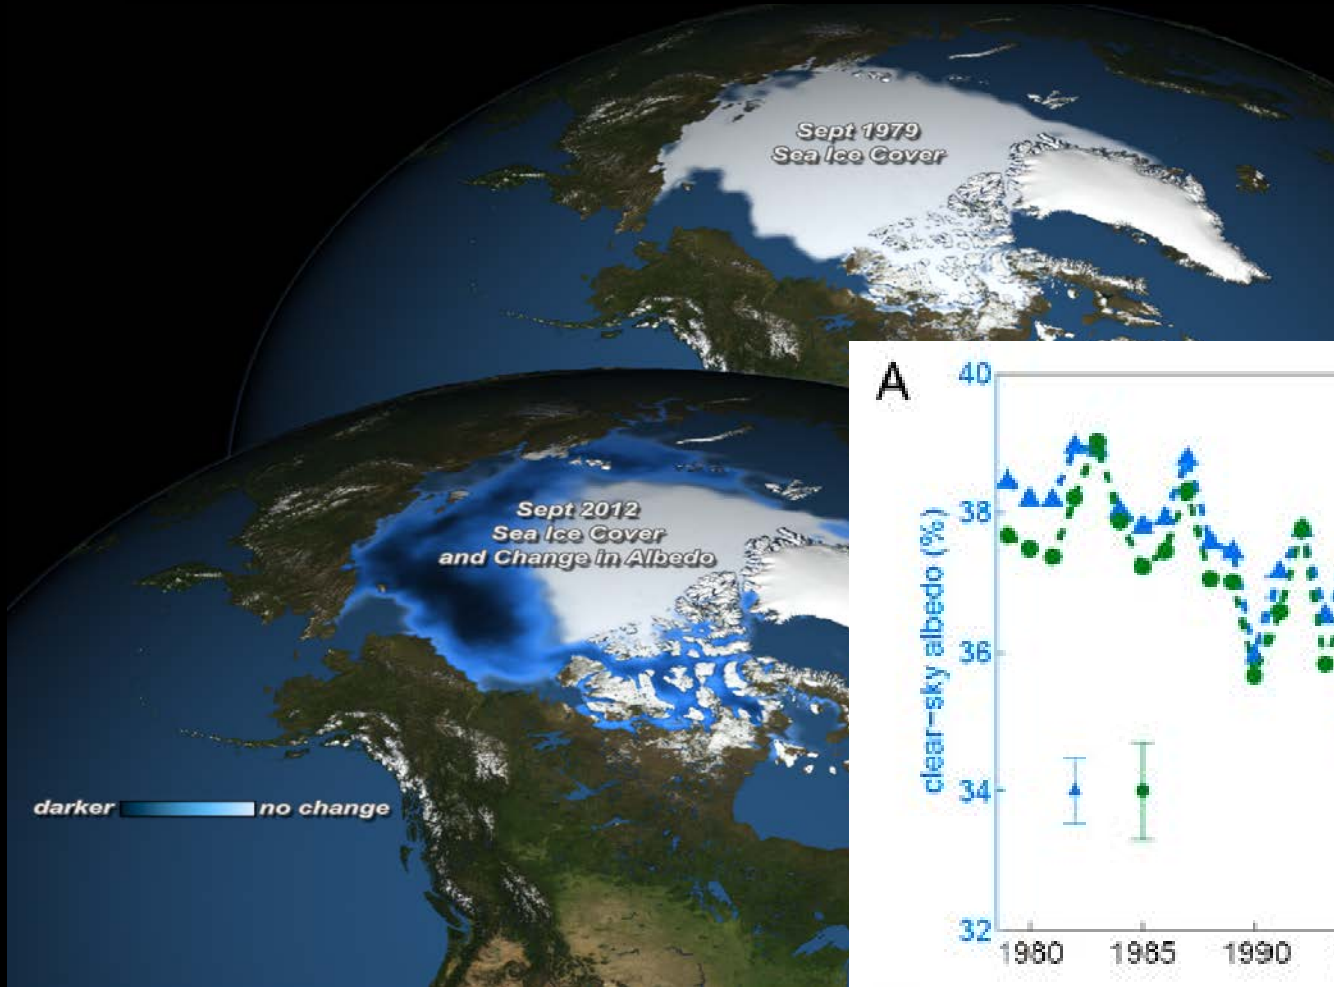 Sept 1979
Sea Ice Cover
Sept 2012
Sea Ice Cover
and Change in Albedo
darker no change
A
40
38
36
34
32
clear-sky albedo (%)
1980 1985 1990